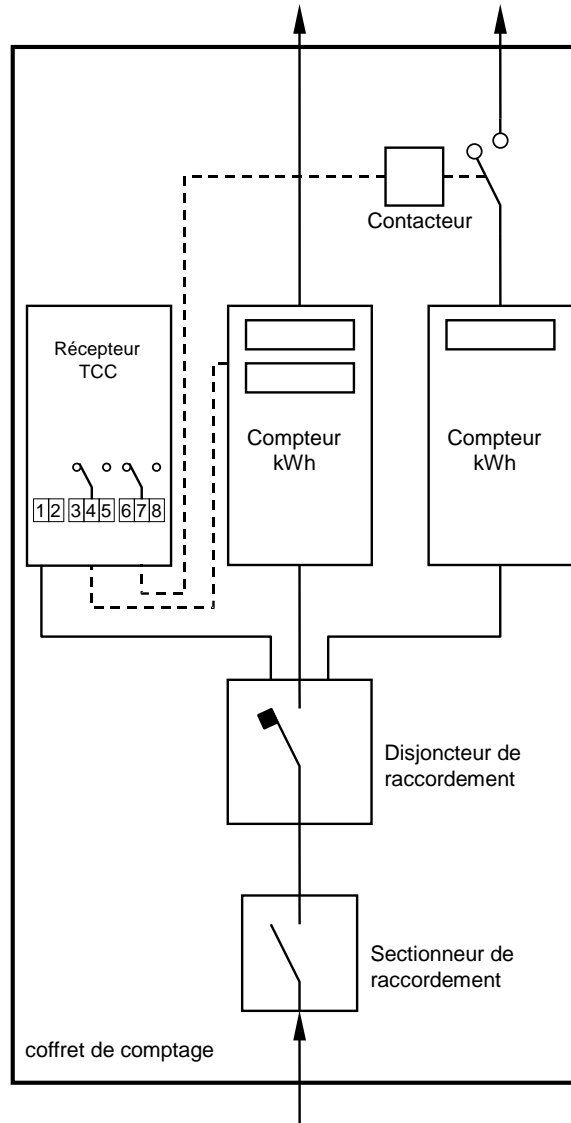 Contacteur
Récepteur
TCC
Compteur
kWh
Compteur
kWh
1 2 3 4 5 6 7 8
Disjoncteur de
raccordement
Sectionneur de
raccordement
coffret de comptage